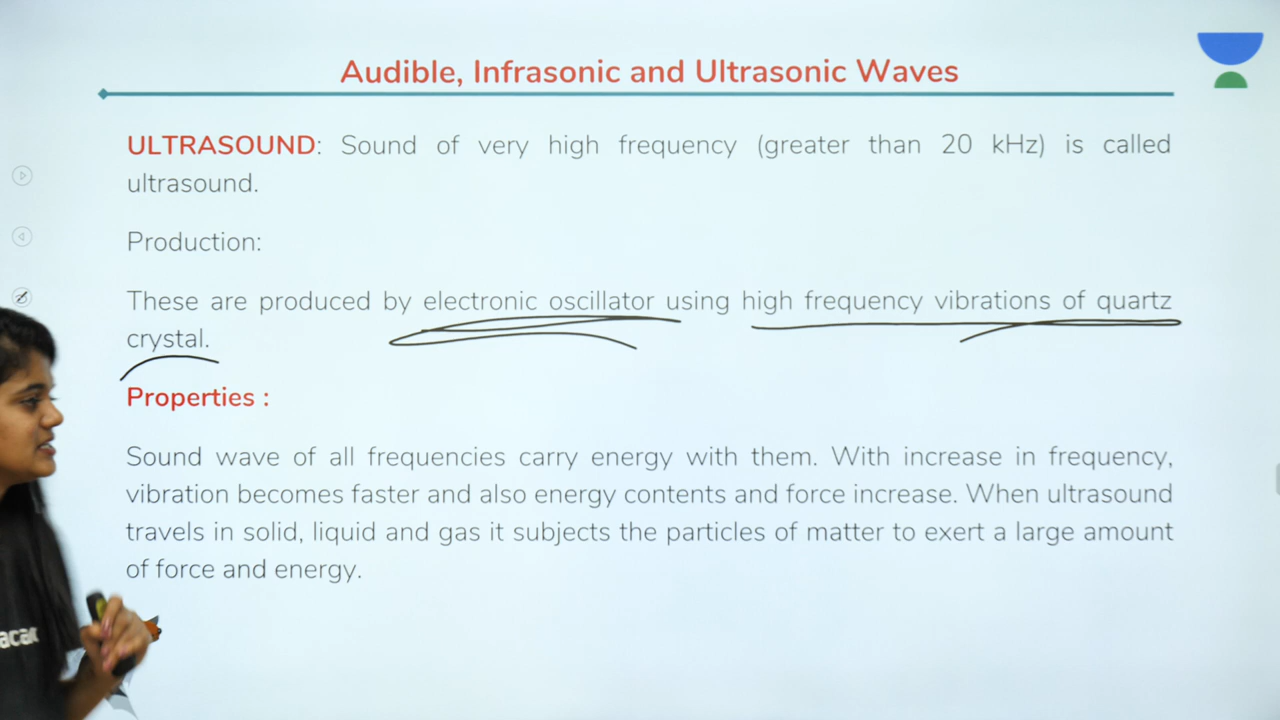 Audible, Infrasonic and Ultrasonic Waves
ULTRASOUND: Sound of very high frequency (greater than 20 kHz) is called
ultrasound.
Production:
These are produced by electronic oscillator using high frequency vibrations of quartz
crystal.
Properties :
Sound wave of all frequencies carry energy with them. With increase in frequency,
vibration becomes faster and also energy contents and force increase. When ultrasound
travels in solid, liquid and gas it subjects the particles of matter to exert a large amount
of force and energy.